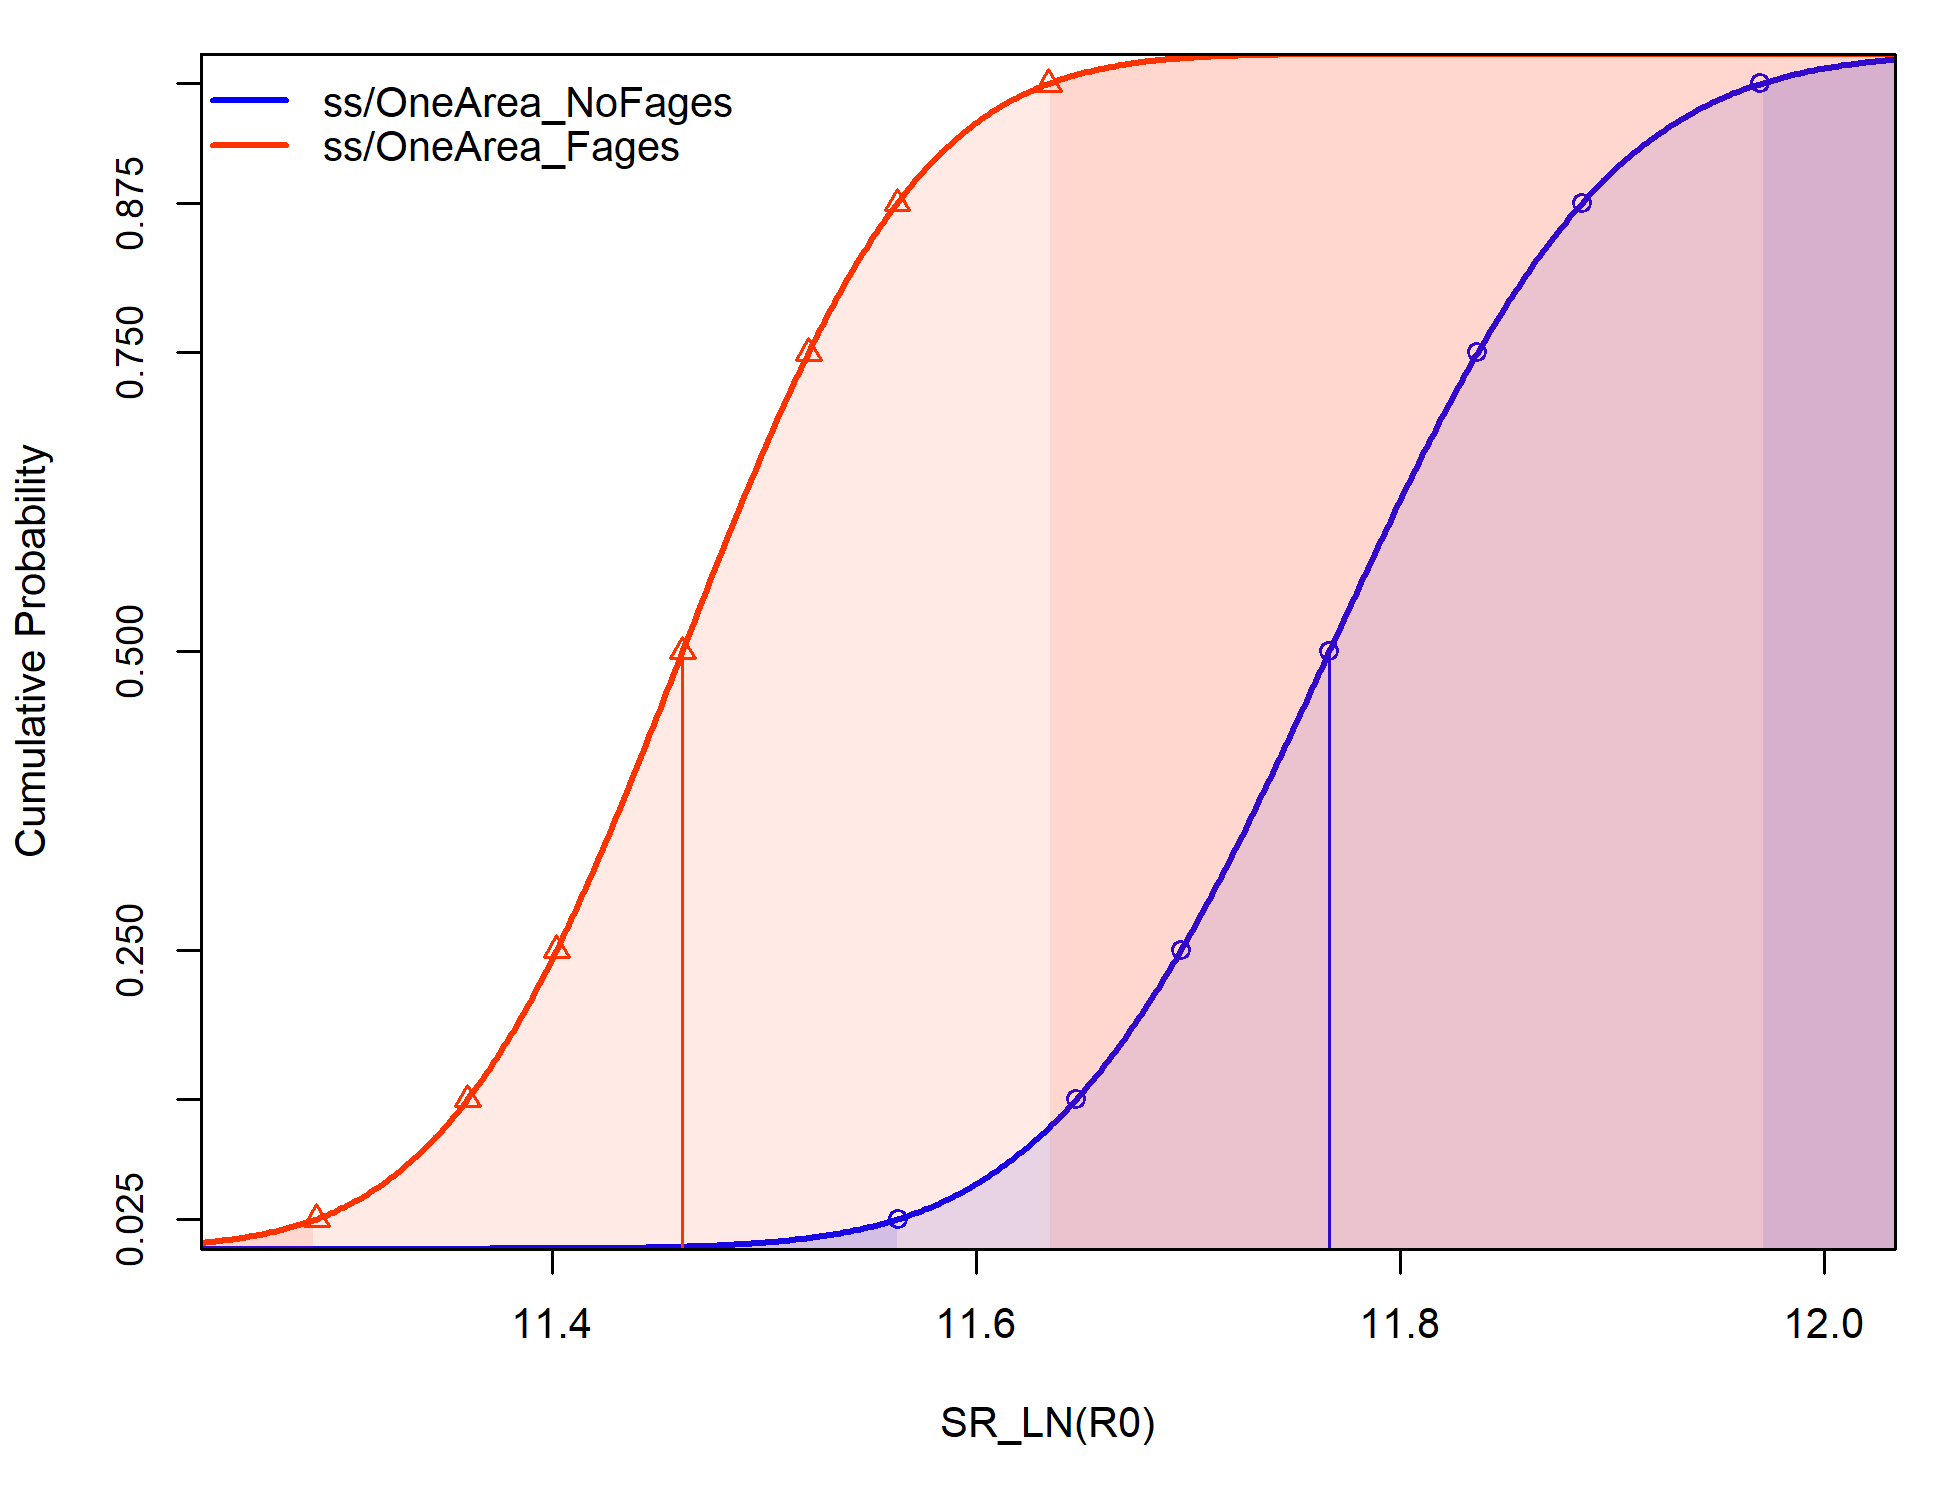 ss/OneArea_NoFages
ss/OneArea_Fages
Cumulative Probability
0.875
0.750
0.500
0.250
0.025
11.4 11.6 11.8 12.0
SR_LN(R0)